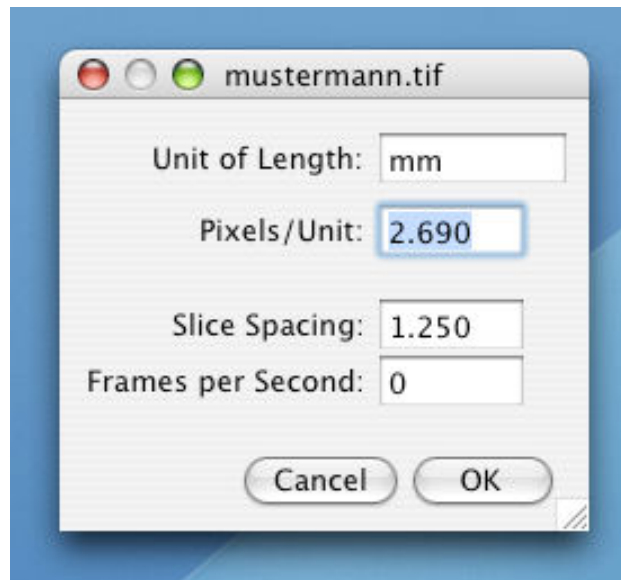 mustermann.tif
Unit of Length: mm
Pixels/Unit: 2.690
Slice Spacing: 1.250
Frames per Second: 0
Cancel OK